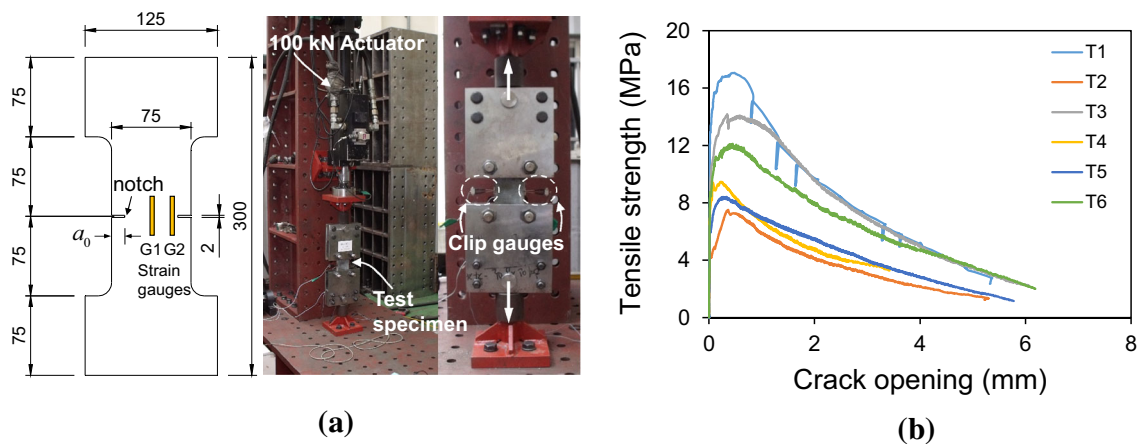 125
75
75
75
75
75
300
2
notch
a₀
G1 G2
Strain
gauges
100 kN Actuator
Test
specimen
Clip gauges
(a)
Tensile strength (MPa)
20
16
12
8
4
0
0 2 4 6 8
Crack opening (mm)
T1
T2
T3
T4
T5
T6
(b)